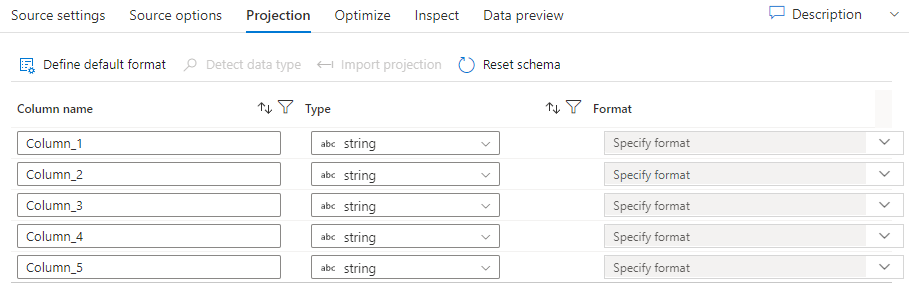 Source settings Source options Projection Optimize Inspect Data preview Description
Define default format Detect data type Import projection Reset schema
Column name Type Format
Column_1 abc string Specify format
Column_2 abc string Specify format
Column_3 abc string Specify format
Column_4 abc string Specify format
Column_5 abc string Specify format